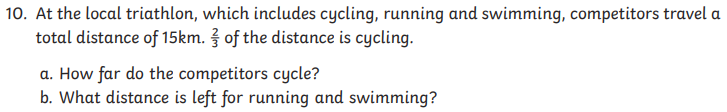 10. At the local triathlon, which includes cycling, running and swimming, competitors travel a
total distance of 15km. 2/3 of the distance is cycling.
a. How far do the competitors cycle?
b. What distance is left for running and swimming?